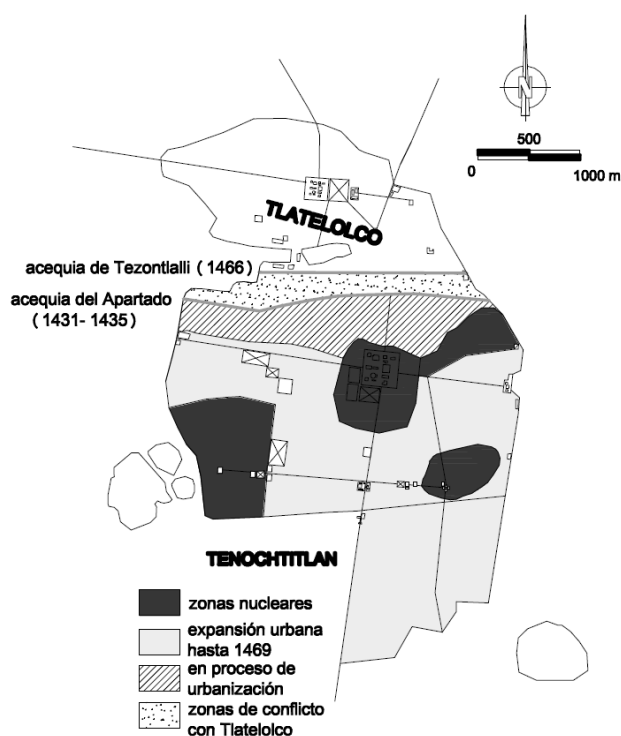 N
500
0 1000 m
TLATELOLCO
acequia de Tezontlalli ( 1466)
acequia del Apartado
( 1431- 1435)
TENOCHTITLAN
zonas nucleares
expansión urbana
hasta 1469
en proceso de
urbanización
zonas de conflicto
con Tlatelolco